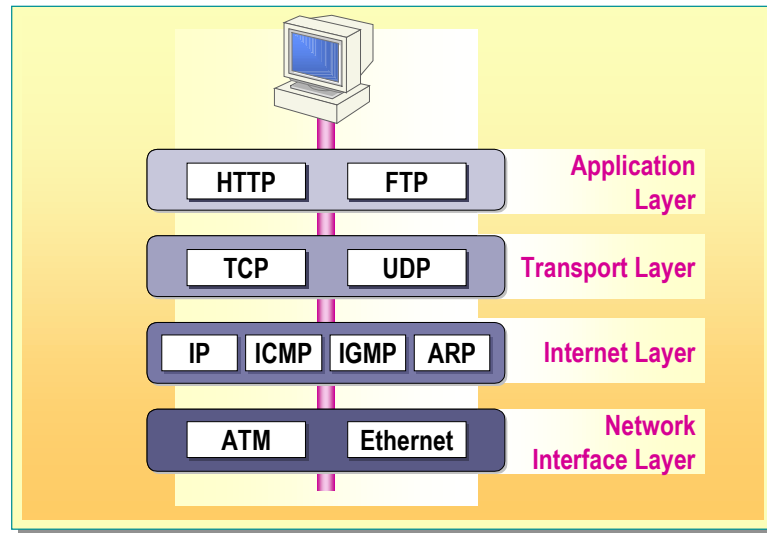 HTTP FTP
Application
Layer
TCP UDP
Transport Layer
IP ICMP IGMP ARP
Internet Layer
ATM Ethernet
Network
Interface Layer